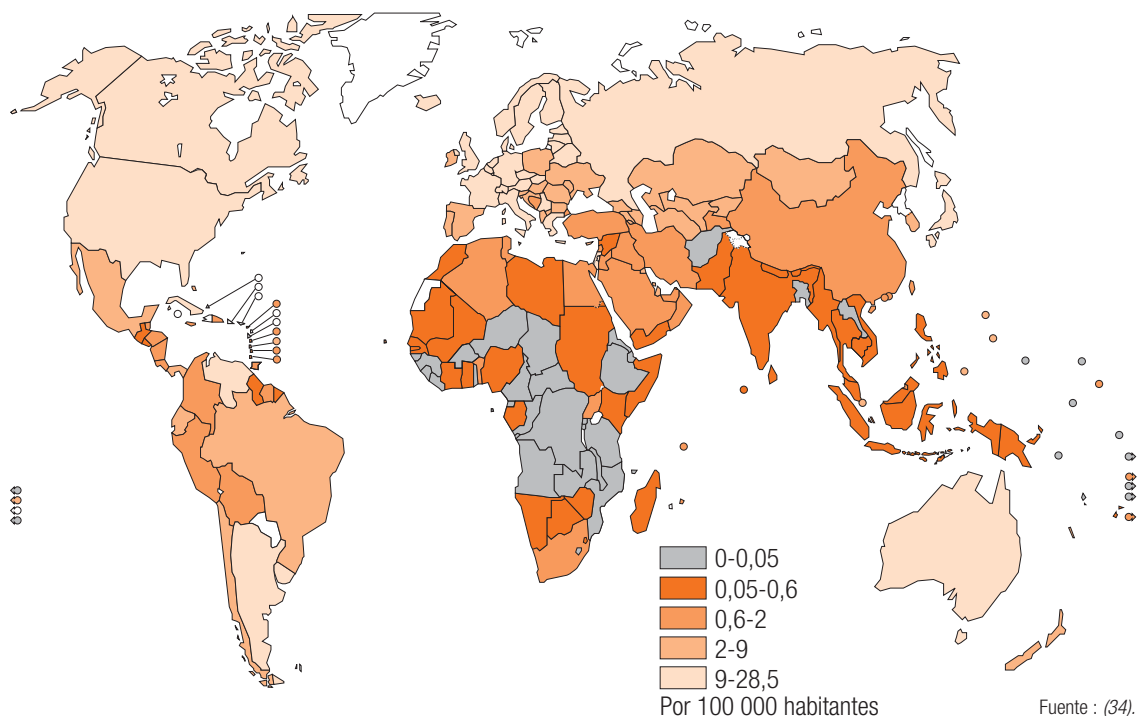 0-0,05
0,05-0,6
0,6-2
2-9
9-28,5
Por 100 000 habitantes
Fuente : (34).